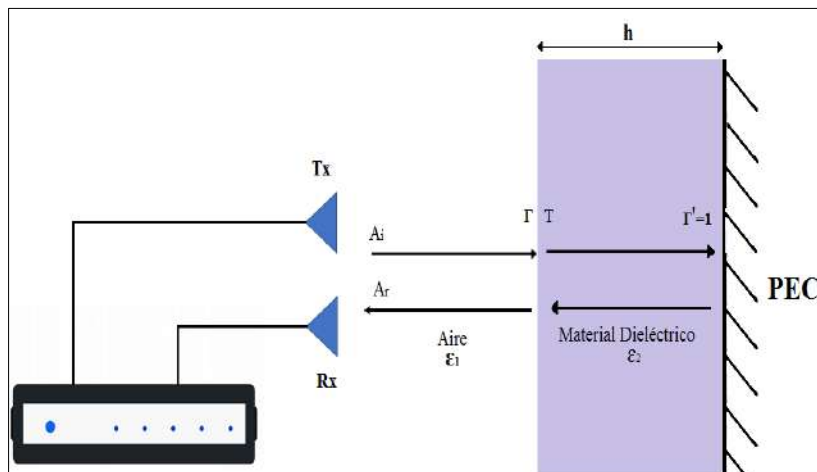 h
Tx
Ai
Γ T
Γ'=1
Ar
PEC
Aire
ε1
Material Dieléctrico
ε2
Rx